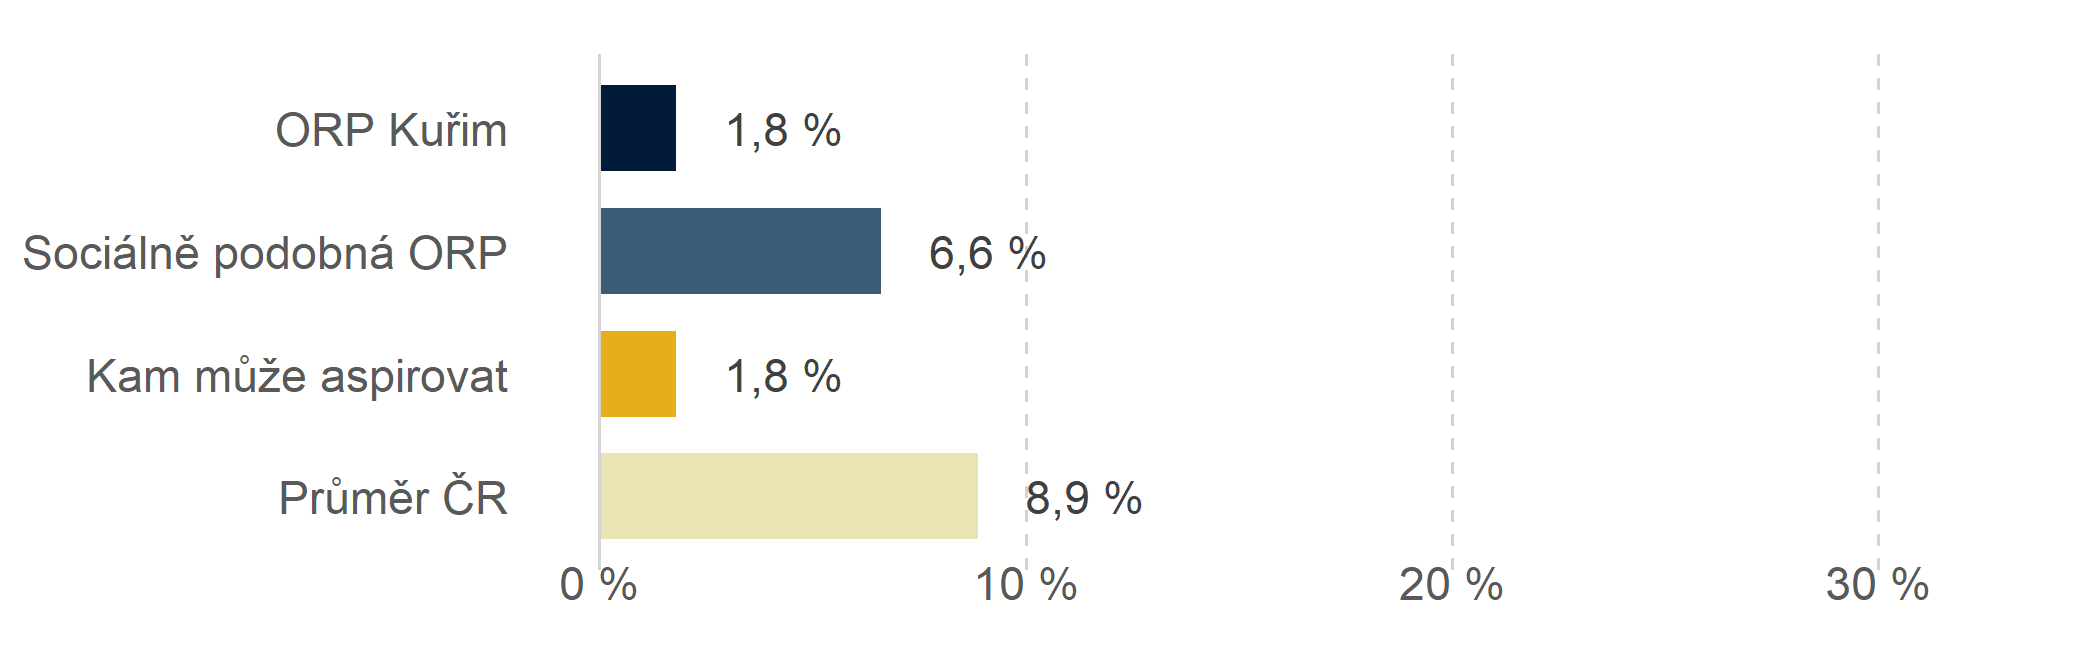 ORP Kuřim 1,8 %
Sociálně podobná ORP 6,6 %
Kam může aspirovat 1,8 %
Průměr ČR 8,9 %
0 % 10 % 20 % 30 %